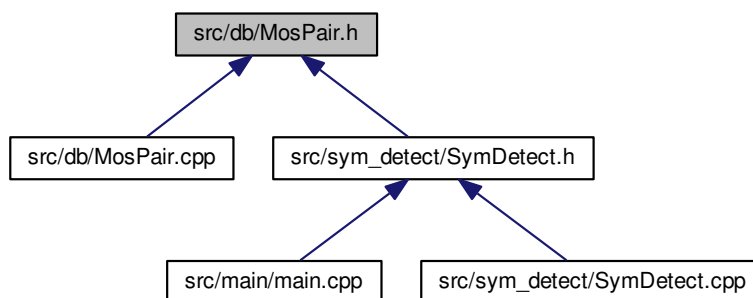 src/db/MosPair.h
src/db/MosPair.cpp
src/sym_detect/SymDetect.h
src/main/main.cpp
src/sym_detect/SymDetect.cpp